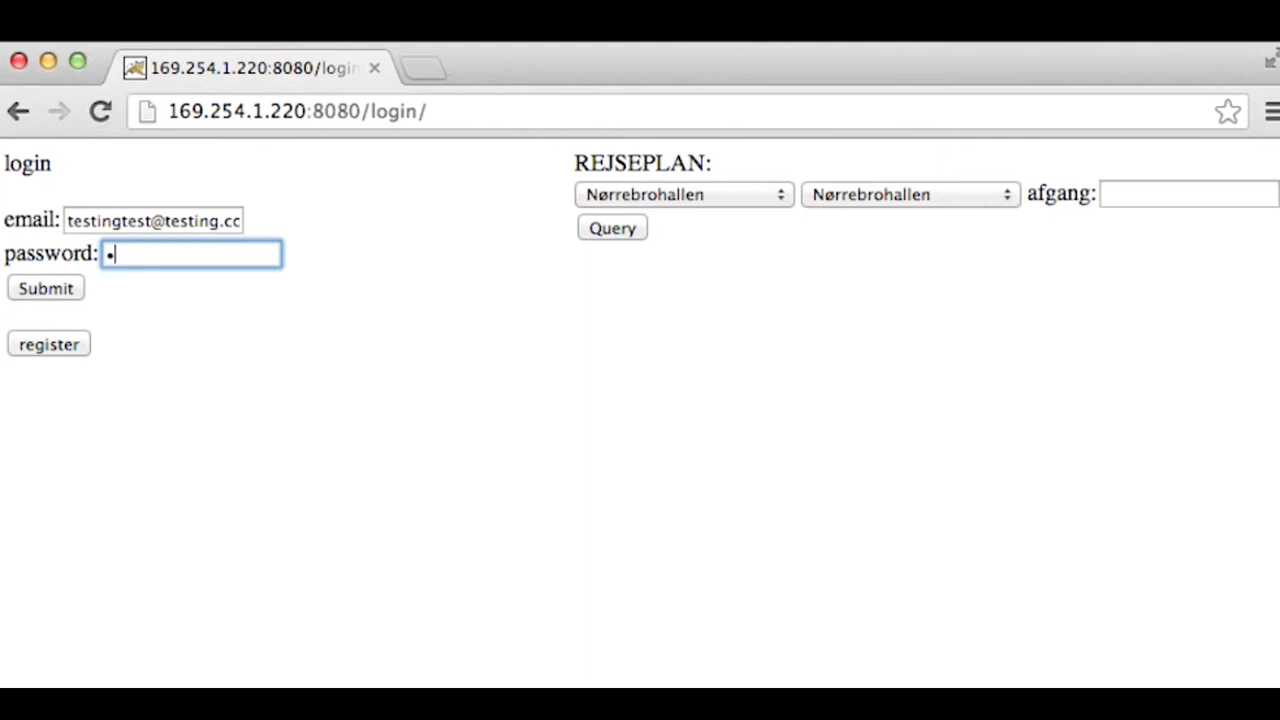 169.254.1.220:8080/login
169.254.1.220:8080/login/
login
email: testingtest@testing.cc
password: •
Submit
register
REJSEPLAN:
Nørrebrohallen Nørrebrohallen afgang:
Query